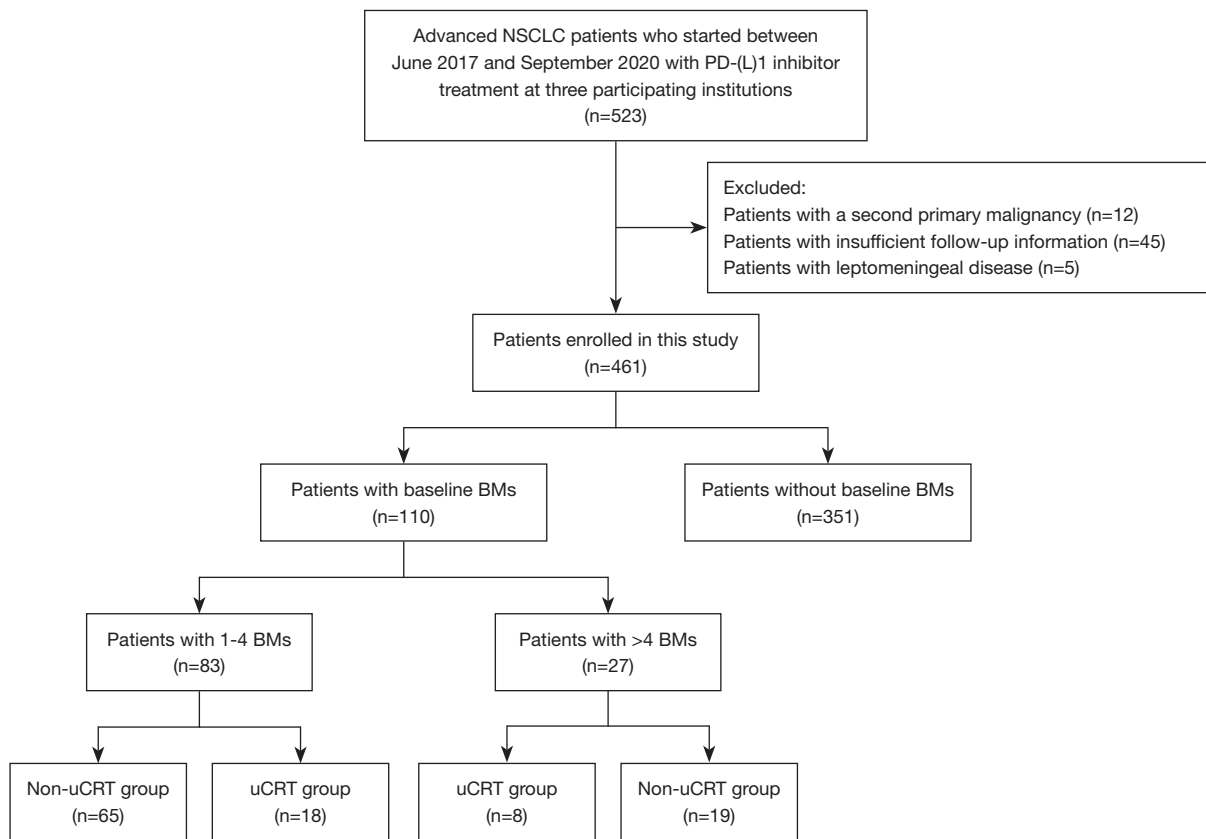 Advanced NSCLC patients who started between
June 2017 and September 2020 with PD-(L)1 inhibitor
treatment at three participating institutions
(n=523)
Excluded:
Patients with a second primary malignancy (n=12)
Patients with insufficient follow-up information (n=45)
Patients with leptomeningeal disease (n=5)
Patients enrolled in this study
(n=461)
Patients with baseline BMs
(n=110)
Patients without baseline BMs
(n=351)
Patients with 1-4 BMs
(n=83)
Patients with >4 BMs
(n=27)
Non-uCRT group
(n=65)
uCRT group
(n=18)
uCRT group
(n=8)
Non-uCRT group
(n=19)